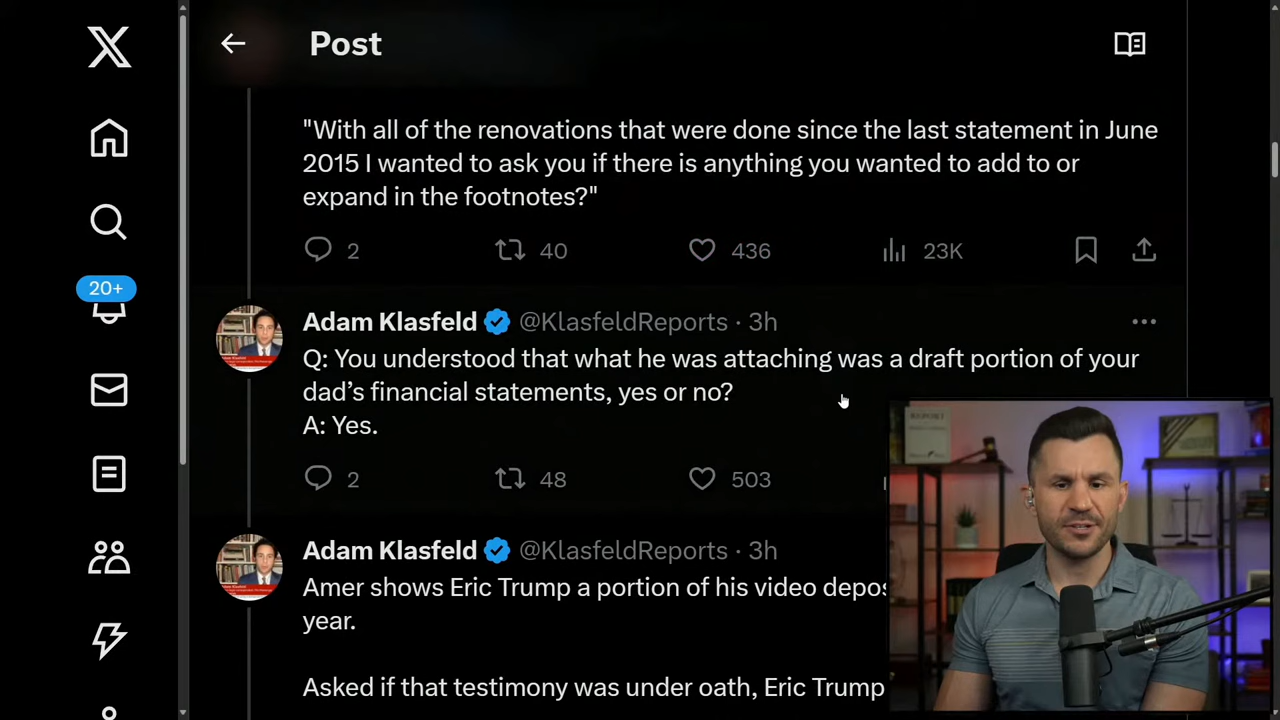 Post
"With all of the renovations that were done since the last statement in June
2015 I wanted to ask you if there is anything you wanted to add to or
expand in the footnotes?"
2 40 436 23K
20+
Adam Klasfeld @KlasfeldReports · 3h
Q: You understood that what he was attaching was a draft portion of your
dad’s financial statements, yes or no?
A: Yes.
2 48 503
Adam Klasfeld @KlasfeldReports · 3h
Amer shows Eric Trump a portion of his video depos
year.
Asked if that testimony was under oath, Eric Trump